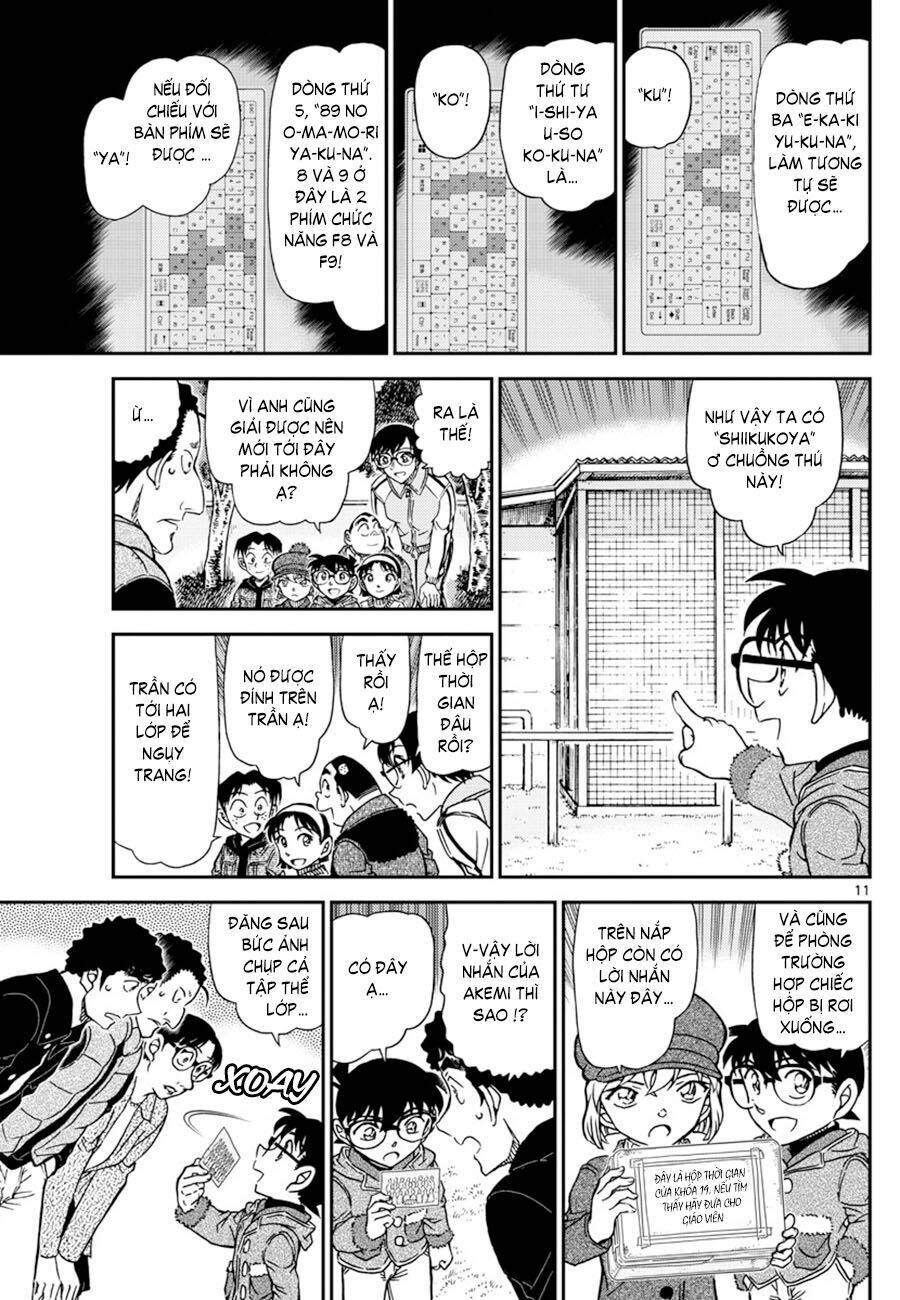 DÒNG THỨ
BA "E-KA-KI
YU-KU-NA",
LÀM TƯƠNG
TỰ SẼ
ĐƯỢC...
"KU"!
DÒNG
THỨ TƯ
"I-SHI-YA
U-SO
KO-KU-NA"
LÀ...
"KO"!
DÒNG THỨ
5, "89 NO
O-MA-MO-RI
YA-KU-NA".
8 VÀ 9 Ở
ĐÂY LÀ 2
PHÍM CHỨC
NĂNG F8 VÀ
F9!
NẾU ĐỐI
CHIẾU VỚI
BÀN PHÍM SẼ
ĐƯỢC ...
"YA"!
NHƯ VẬY TA CÓ
"SHIIKUKOYA"
Ơ CHUỒNG THÚ
NÀY!
RA LÀ
THẾ!
VÌ ANH CŨNG
GIẢI ĐƯỢC NÊN
MỚI TỚI ĐÂY
PHẢI KHÔNG
Ạ?
Ừ...
THẾ HỘP
THỜI
GIAN
ĐÂU
RỒI?
THẤY
RỒI
Ạ!
NÓ ĐƯỢC
ĐÍNH TRÊN
TRẦN Ạ!
TRẦN CÓ
TỚI HAI
LỚP ĐỂ
NGỤY
TRANG!
11
VÀ CŨNG
ĐỂ PHÒNG
TRƯỜNG
HỢP CHIẾC
HỘP BỊ RƠI
XUỐNG...
TRÊN NẮP
HỘP CÒN CÓ
LỜI NHẮN
NÀY ĐÂY...
ĐÂY LÀ HỘP THỜI GIAN
CỦA KHÓA 19. NẾU TÌM
THẤY HÃY ĐƯA CHO
GIÁO VIÊN
V-VẬY LỜI
NHẮN CỦA
AKEMI THÌ
SAO !?
CÓ ĐÂY
Ạ...
ĐĂNG SAU
BỨC ẢNH
CHỤP CẢ
TẬP THỂ
LỚP...
XOAY